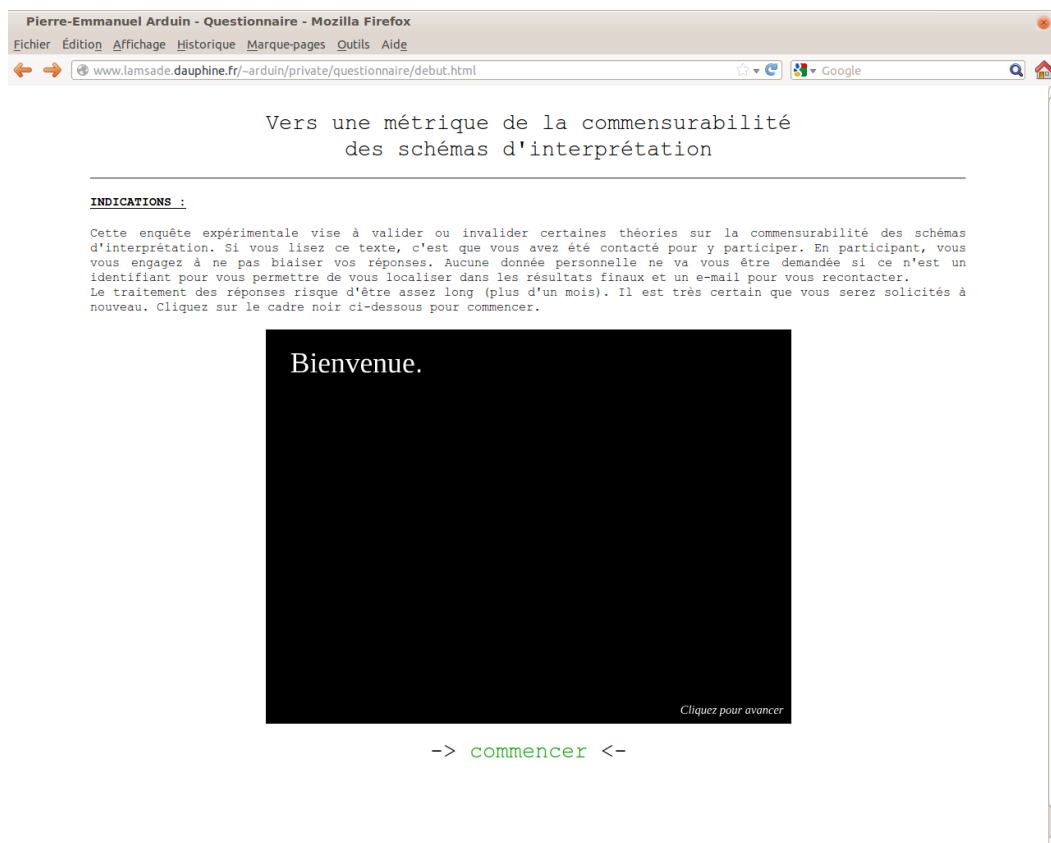 Pierre-Emmanuel Arduin - Questionnaire - Mozilla Firefox
Fichier Édition Affichage Historique Marque-pages Outils Aide
www.lamsade.dauphine.fr/~arduin/private/questionnaire/debut.html Google
Vers une métrique de la commensurabilité
des schémas d'interprétation
INDICATIONS :
Cette enquête expérimentale vise à valider ou invalider certaines théories sur la commensurabilité des schémas
d'interprétation. Si vous lisez ce texte, c'est que vous avez été contacté pour y participer. En participant, vous
vous engagez à ne pas biaiser vos réponses. Aucune donnée personnelle ne va vous être demandée si ce n'est un
identifiant pour vous permettre de vous localiser dans les résultats finaux et un e-mail pour vous recontacter.
Le traitement des réponses risque d'être assez long (plus d'un mois). Il est très certain que vous serez solicités à
nouveau. Cliquez sur le cadre noir ci-dessous pour commencer.
Bienvenue.
Cliquez pour avancer
-> commencer <-